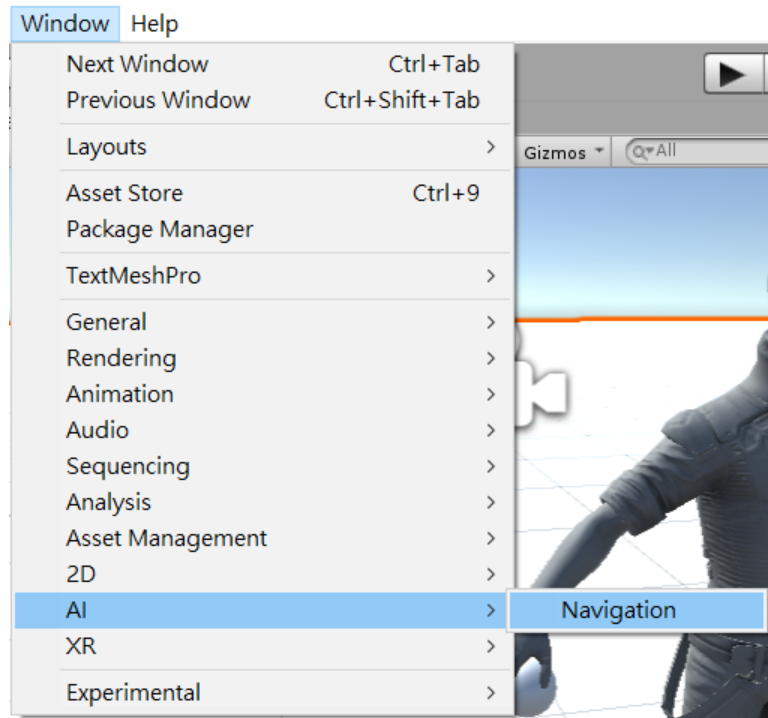 Window Help
Next Window Ctrl+Tab
Previous Window Ctrl+Shift+Tab
Layouts
Gizmos All
Asset Store Ctrl+9
Package Manager
TextMeshPro
General
Rendering
Animation
Audio
Sequencing
Analysis
Asset Management
2D
AI Navigation
XR
Experimental